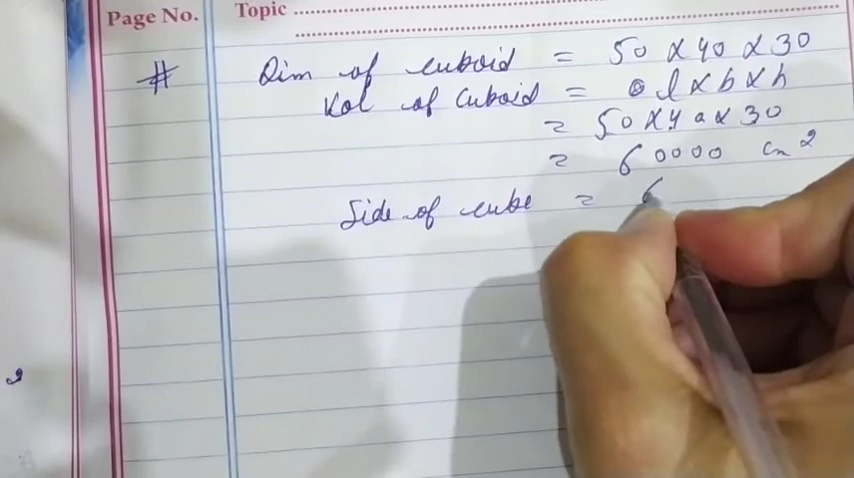 Page No.
Topic
# Dim of cuboid = 50 x 40 x 30
Vol of Cuboid = l x b x h
= 50 x 40 x 30
= 60000 cm²
Side of cube = 6